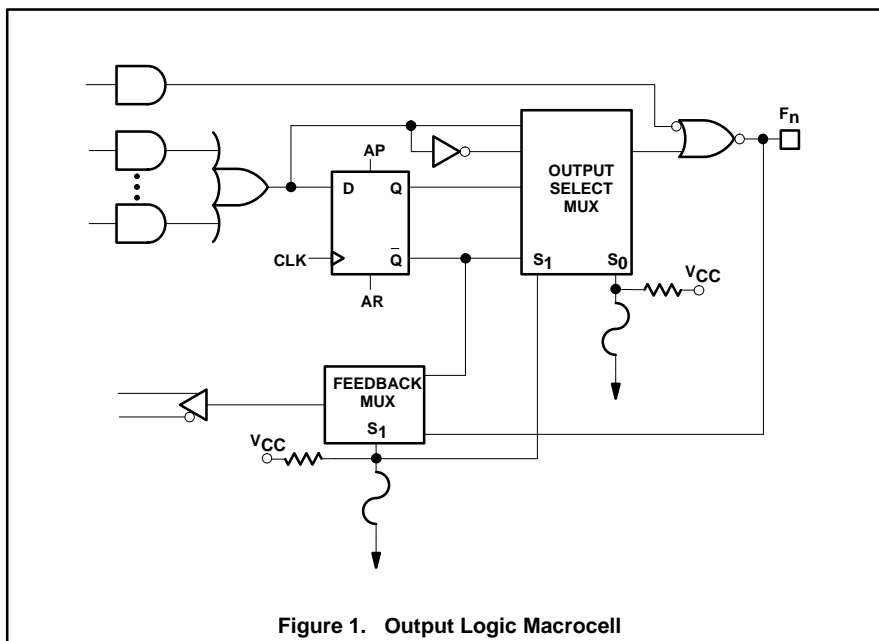 Fn
AP
D Q
OUTPUT
SELECT
MUX
CLK
Q
S1 S0
VCC
AR
FEEDBACK
MUX
S1
VCC
Figure 1. Output Logic Macrocell